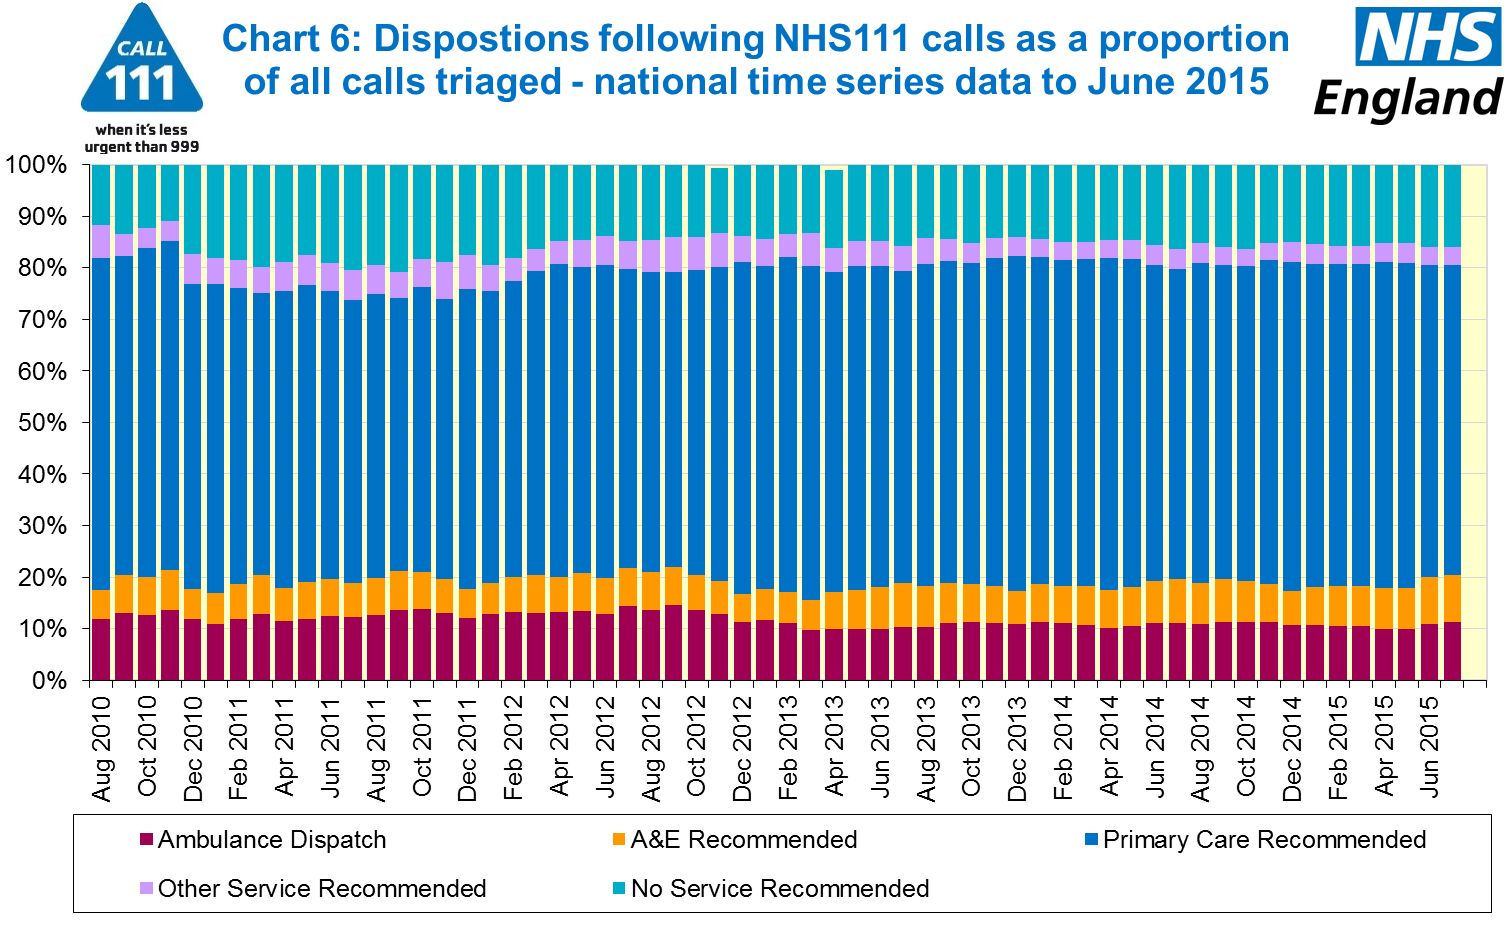 CALL
111
when it's less
urgent than 999
Chart 6: Dispostions following NHS111 calls as a proportion
of all calls triaged - national time series data to June 2015
NHS
England
100%
90%
80%
70%
60%
50%
40%
30%
20%
10%
0%
Aug 2010
Oct 2010
Dec 2010
Feb 2011
Apr 2011
Jun 2011
Aug 2011
Oct 2011
Dec 2011
Feb 2012
Apr 2012
Jun 2012
Aug 2012
Oct 2012
Dec 2012
Feb 2013
Apr 2013
Jun 2013
Aug 2013
Oct 2013
Dec 2013
Feb 2014
Apr 2014
Jun 2014
Aug 2014
Oct 2014
Dec 2014
Feb 2015
Apr 2015
Jun 2015
Ambulance Dispatch
A&E Recommended
Primary Care Recommended
Other Service Recommended
No Service Recommended